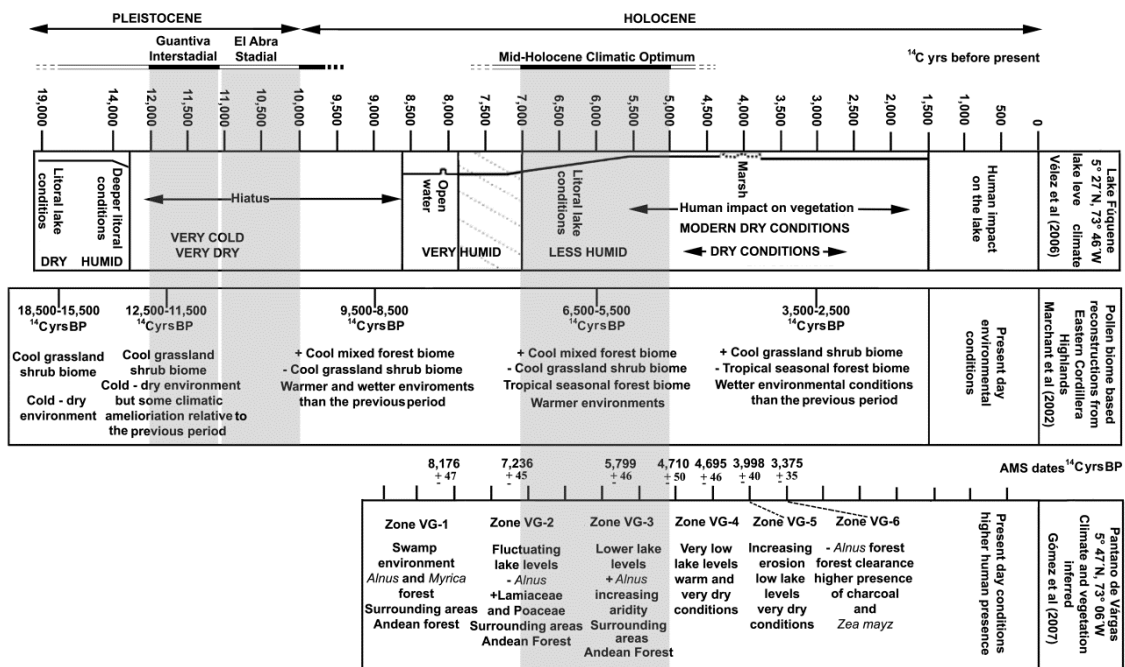 PLEISTOCENE
HOLOCENE
Guantiva
Interstadial
El Abra
Stadial
Mid-Holocene Climatic Optimum
14C yrs before present
19,000
14,000
12,000
11,500
11,000
10,500
10,000
9,500
9,000
8,500
8,000
7,500
7,000
6,500
6,000
5,500
5,000
4,500
4,000
3,500
3,000
2,500
2,000
1,500
1,000
500
0
Litoral lake
conditios
Deeper litoral
conditions
DRY
HUMID
Hiatus
VERY COLD
VERY DRY
Open
water
VERY HUMID
Litoral lake
conditions
LESS HUMID
Marsh
Human impact on vegetation
MODERN DRY CONDITIONS
DRY CONDITIONS
Human impact
on the lake
Lake Fúquene
5° 27'N, 73° 46'W
lake leve climate
Vélez et al (2006)
18,500-15,500
14CyrsBP
Cool grassland
shrub biome
Cold - dry
environment
12,500-11,500
14CyrsBP
Cool grassland
shrub biome
Cold - dry environment
but some climatic
amelioriation relative to
the previous period
9,500-8,500
14CyrsBP
+ Cool mixed forest biome
- Cool grassland shrub biome
Warmer and wetter enviroments
than the previous period
6,500-5,500
14CyrsBP
+ Cool mixed forest biome
- Cool grassland shrub biome
Tropical seasonal forest biome
Warmer environments
3,500-2,500
14CyrsBP
+ Cool grassland shrub biome
- Tropical seasonal forest biome
Wetter environmental conditions
than the previous period
Present day
environmental
conditions
Pollen biome based
reconstructions from
Eastern Cordillera
Highlands
Marchant et al (2002)
8,176
+ 47
-
7,236
+ 45
-
5,799
+ 46
-
4,710
+ 50
-
4,695
+ 46
-
3,998
+ 40
-
3,375
+ 35
-
AMS dates 14CyrsBP
Zone VG-1
Swamp
environment
Alnus and Myrica
forest
Surrounding areas
Andean forest
Zone VG-2
Fluctuating
lake levels
- Alnus
+Lamiaceae
and Poaceae
Surrounding areas
Andean Forest
Zone VG-3
Lower lake
levels
+ Alnus
increasing
aridity
Surrounding
areas
Andean Forest
Zone VG-4
Very low
lake levels
warm and
very dry
conditions
Zone VG-5
Increasing
erosion
low lake
levels
very dry
conditions
Zone VG-6
- Alnus forest
forest clearance
higher presence
of charcoal
and
Zea mayz
Present day conditions
higher human presence
Pantano de Várgas
5° 47'N, 73° 06'W
Climate and vegetation
inferred
Gómez et al (2007)